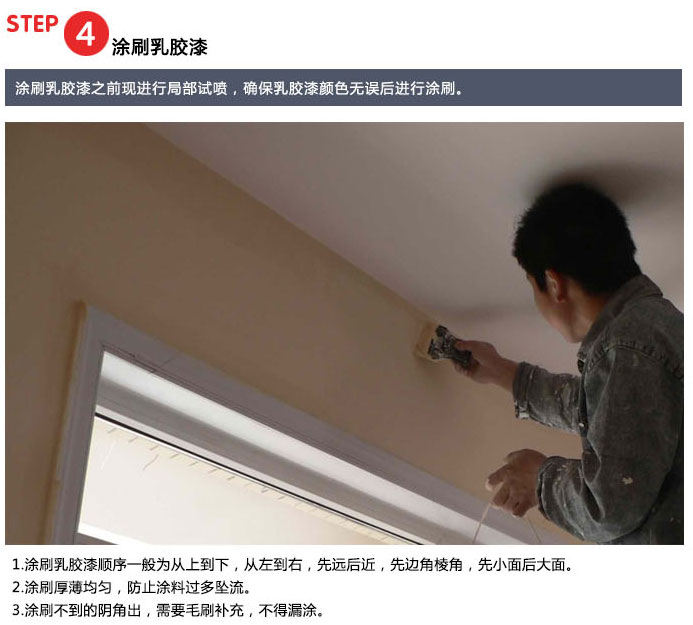 STEP 4 涂刷乳胶漆
涂刷乳胶漆之前现进行局部试喷，确保乳胶漆颜色无误后进行涂刷。
1.涂刷乳胶漆顺序一般为从上到下，从左到右，先远后近，先边角棱角，先小面后大面。
2.涂刷厚薄均匀，防止涂料过多坠流。
3.涂刷不到的阴角出，需要毛刷补充，不得漏涂。